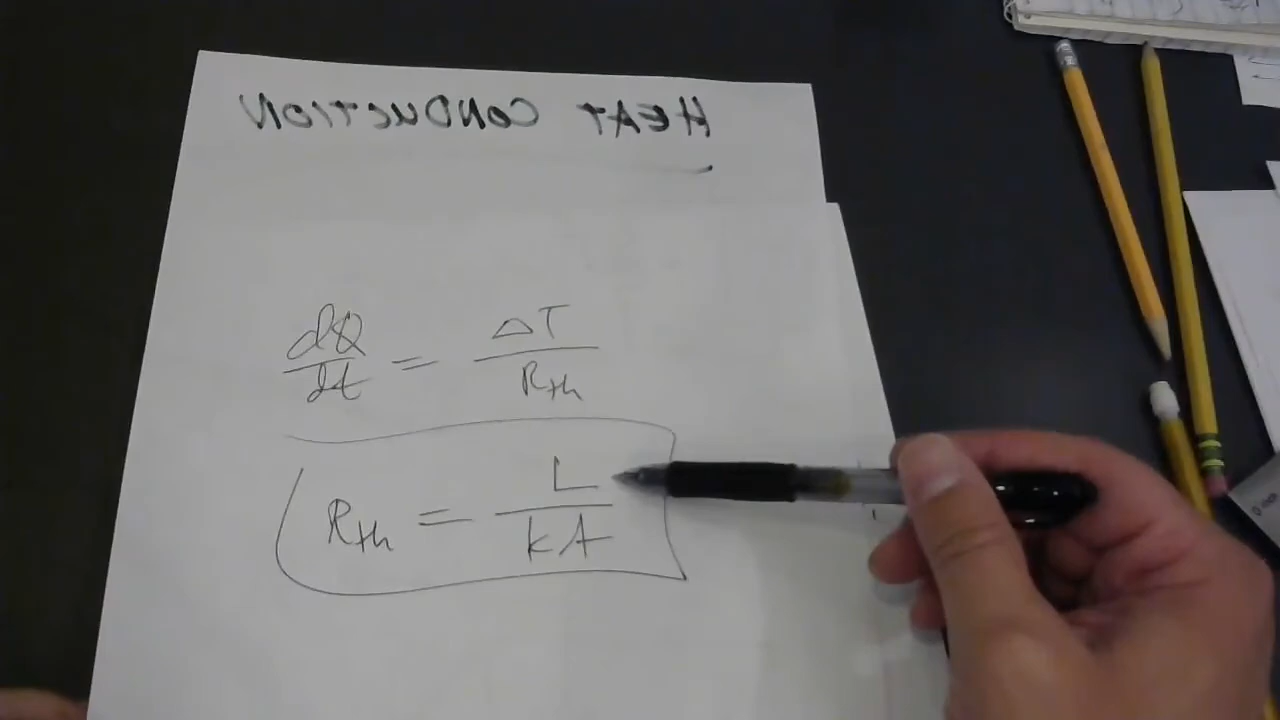 HEAT CONDUCTION
dQ/dt = ΔT/Rth
Rth = L/kA